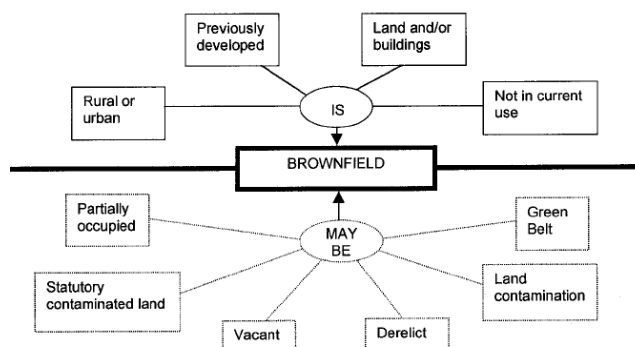 Previously
developed
Land and/or
buildings
Rural or
urban
IS
Not in current
use
BROWNFIELD
Partially
occupied
MAY
BE
Green
Belt
Statutory
contaminated land
Land
contamination
Vacant
Derelict